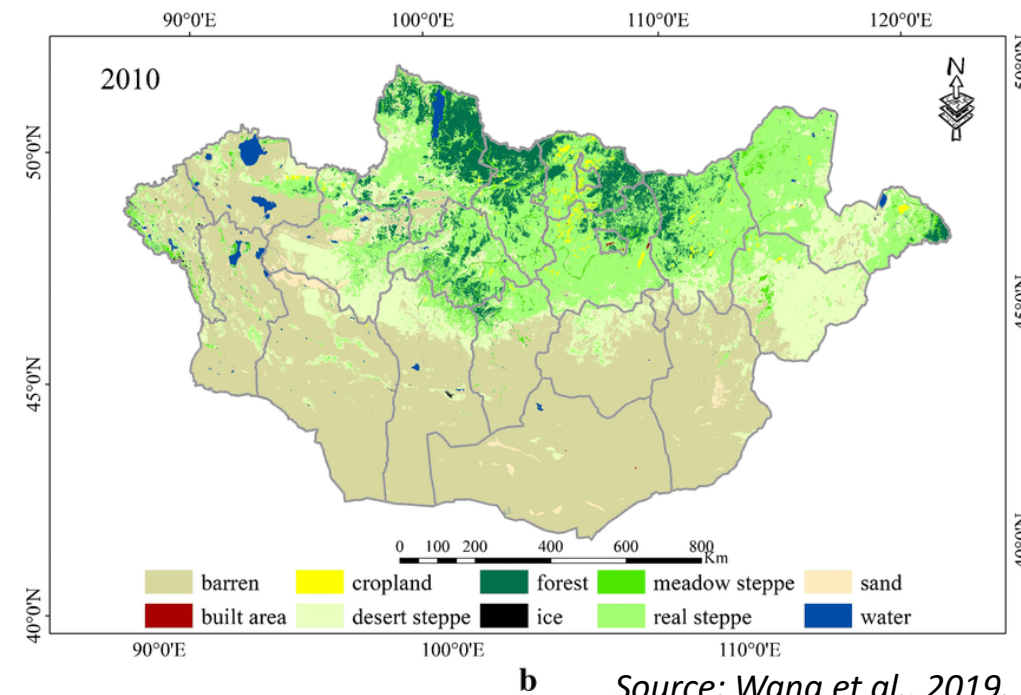 90°0'E 100°0'E 110°0'E 120°0'E
2010
N
50°0'N
45°0'N
40°0'N
0 100 200 400 600 800
Km
barren cropland forest meadow steppe sand
built area desert steppe ice real steppe water
90°0'E 100°0'E 110°0'E
b
Source: Wang et al., 2019.